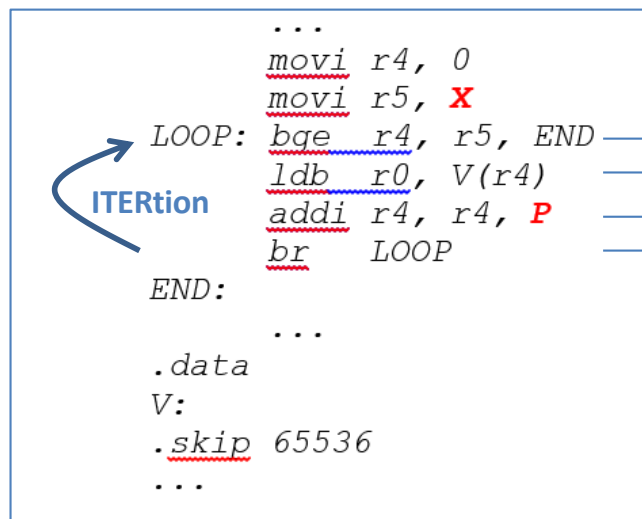 ...
movi r4, 0
movi r5, X
LOOP: bge r4, r5, END
ldb r0, V(r4)
ITERtion
addi r4, r4, P
br LOOP
END:
...
.data
V:
.skip 65536
...